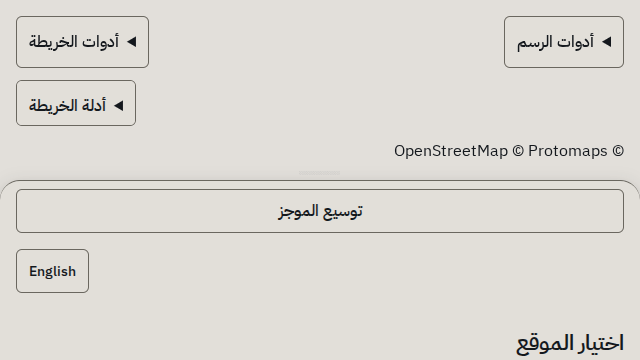 أدوات الرسم
أدوات الخريطة
أدلة الخريطة
© OpenStreetMap © Protomaps
توسيع الموجز
English
اختيار الموقع